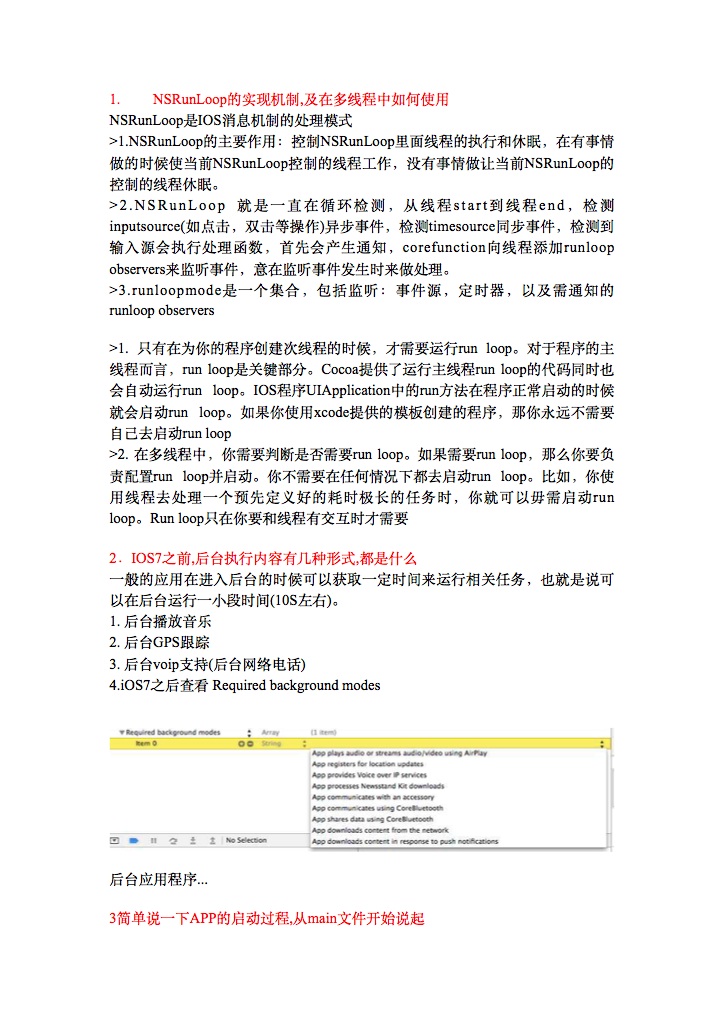 1. NSRunLoop的实现机制,及在多线程中如何使用
NSRunLoop是IOS消息机制的处理模式
>1.NSRunLoop的主要作用：控制NSRunLoop里面线程的执行和休眠，在有事情
做的时候使当前NSRunLoop控制的线程工作，没有事情做让当前NSRunLoop的
控制的线程休眠。
>2.NSRunLoop 就是一直在循环检测，从线程start到线程end，检测
inputsource(如点击，双击等操作)异步事件，检测timesource同步事件，检测到
输入源会执行处理函数，首先会产生通知，corefunction向线程添加runloop
observers来监听事件，意在监听事件发生时来做处理。
>3.runloopmode是一个集合，包括监听：事件源，定时器，以及需通知的
runloop observers
>1. 只有在为你的程序创建次线程的时候，才需要运行run loop。对于程序的主
线程而言，run loop是关键部分。Cocoa提供了运行主线程run loop的代码同时也
会自动运行run loop。IOS程序UIApplication中的run方法在程序正常启动的时候
就会启动run loop。如果你使用xcode提供的模板创建的程序，那你永远不需要
自己去启动run loop
>2. 在多线程中，你需要判断是否需要run loop。如果需要run loop，那么你要负
责配置run loop并启动。你不需要在任何情况下都去启动run loop。比如，你使
用线程去处理一个预先定义好的耗时极长的任务时，你就可以毋需启动run
loop。Run loop只在你要和线程有交互时才需要
2．IOS7之前,后台执行内容有几种形式,都是什么
一般的应用在进入后台的时候可以获取一定时间来运行相关任务，也就是说可
以在后台运行一小段时间(10S左右)。
1. 后台播放音乐
2. 后台GPS跟踪
3. 后台voip支持(后台网络电话)
4.iOS7之后查看 Required background modes
Required background modes Array (1 item)
Item 0 String
App plays audio or streams audio/video using AirPlay
App registers for location updates
App provides Voice over IP services
App processes Newsstand Kit downloads
App communicates with an accessory
App communicates using CoreBluetooth
App shares data using CoreBluetooth
App downloads content from the network
App downloads content in response to push notifications
No Selection
后台应用程序...
3简单说一下APP的启动过程,从main文件开始说起